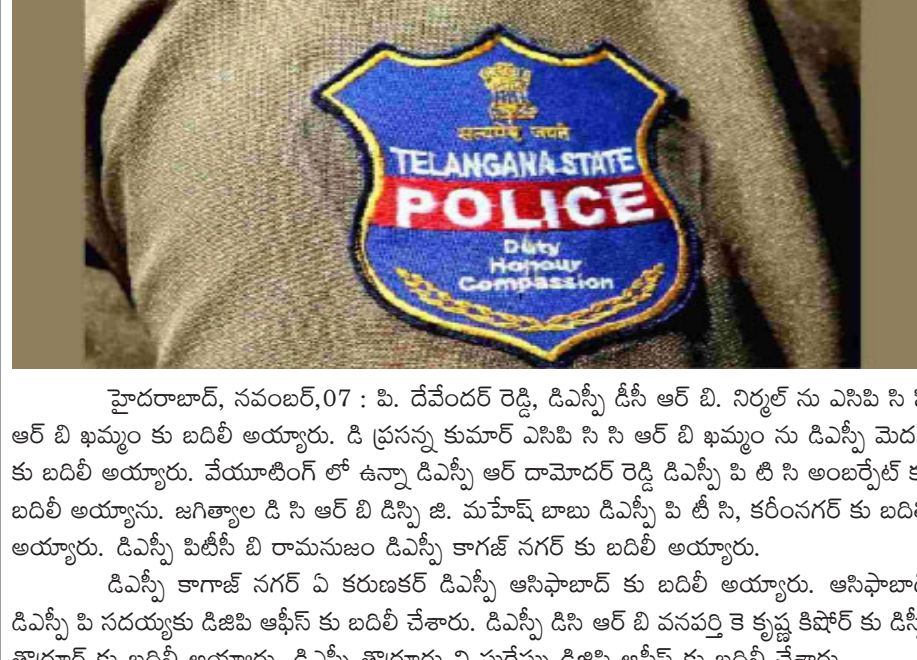 सत्यमेव जयते
TELANGANA STATE
POLICE
Duty
Honour
Compassion
హైదరాబాద్, నవంబర్,07 : పి. దేవేందర్ రెడ్డి, డిఎస్పీ డీసీ ఆర్ బి. నిర్మల్ ను ఎసిపి సి
ఆర్ బి ఖమ్మం కు బదిలీ అయ్యారు. డి ప్రసన్న కుమార్ ఎసిపి సి సి ఆర్ బి ఖమ్మం ను డిఎస్పీ మెద
కు బదిలీ అయ్యారు. వేయూటింగ్ లో ఉన్నా డిఎస్పీ ఆర్ దామోదర్ రెడ్డి డిఎస్పీ పి టి సి అంబర్పేట్
బదిలీ అయ్యాను. జగిత్యాల డి సి ఆర్ బి డిస్పి జి. మహేష్ బాబు డిఎస్పీ పి టీ సి, కరీంనగర్ కు
అయ్యారు. డిఎస్పీ పిటీసీ బి రామనుజం డిఎస్పీ కాగజ్ నగర్ కు బదిలీ అయ్యారు.
డిఎస్పీ కాగాజ్ నగర్ ఏ కరుణకర్ డిఎస్పీ ఆసిఫాబాద్ కు బదిలీ అయ్యారు.
డిఎస్పీ పి సదయ్యకు డిజిపి ఆఫీస్ కు బదిలీ చేశారు. డిఎస్పీ డిసి ఆర్ బి వనపర్తి కె కృష్ణ కిషోర్ కు